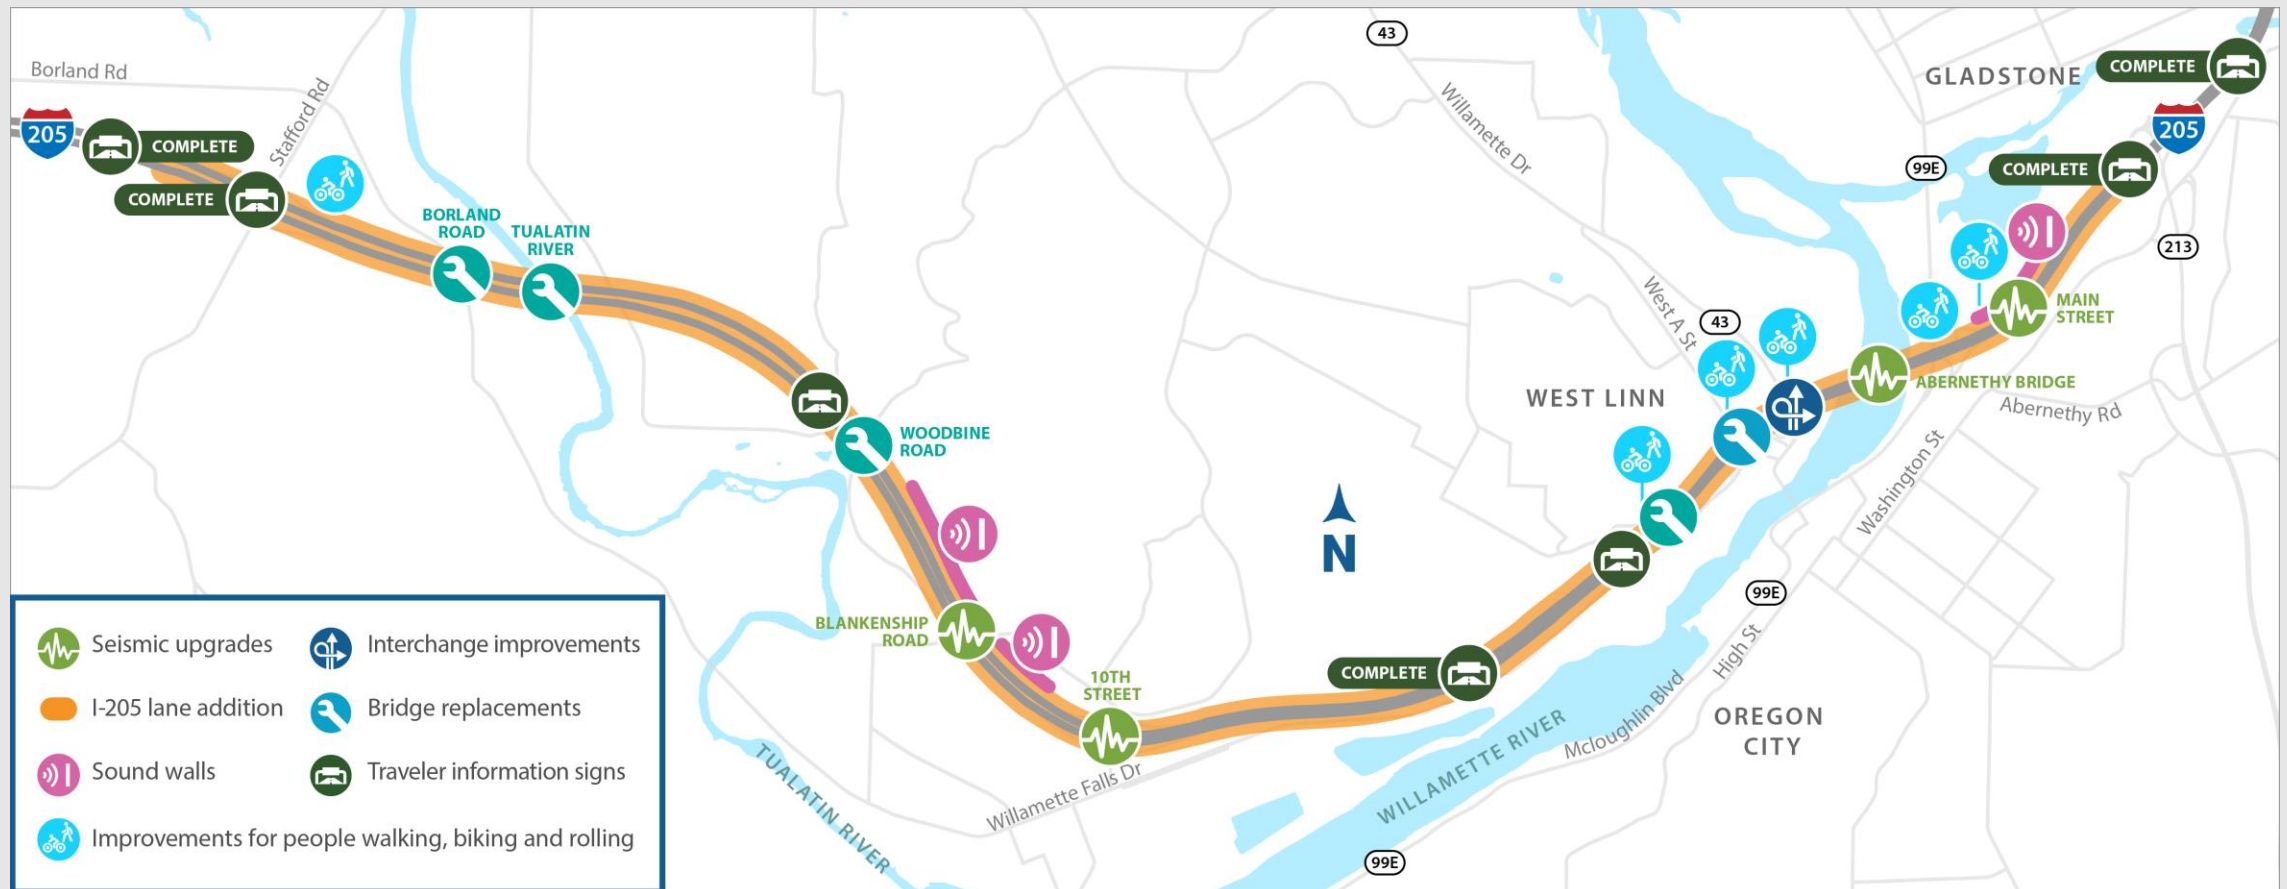 43
Borland Rd
GLADSTONE
COMPLETE
Willamette Dr
Stafford Rd
205
205
COMPLETE
COMPLETE
99E
COMPLETE
BORLAND
ROAD
TUALATIN
RIVER
213
West A St
MAIN
STREET
43
ABERNETHY BRIDGE
WEST LINN
Abernethy Rd
WOODBINE
ROAD
Washington St
N
99E
BLANKENSHIP
ROAD
High St
COMPLETE
10TH
STREET
Mcloughlin Blvd
OREGON
CITY
WILLAMETTE RIVER
Willamette Falls Dr
TUALATIN RIVER
99E
Seismic upgrades
Interchange improvements
I-205 lane addition
Bridge replacements
Sound walls
Traveler information signs
Improvements for people walking, biking and rolling